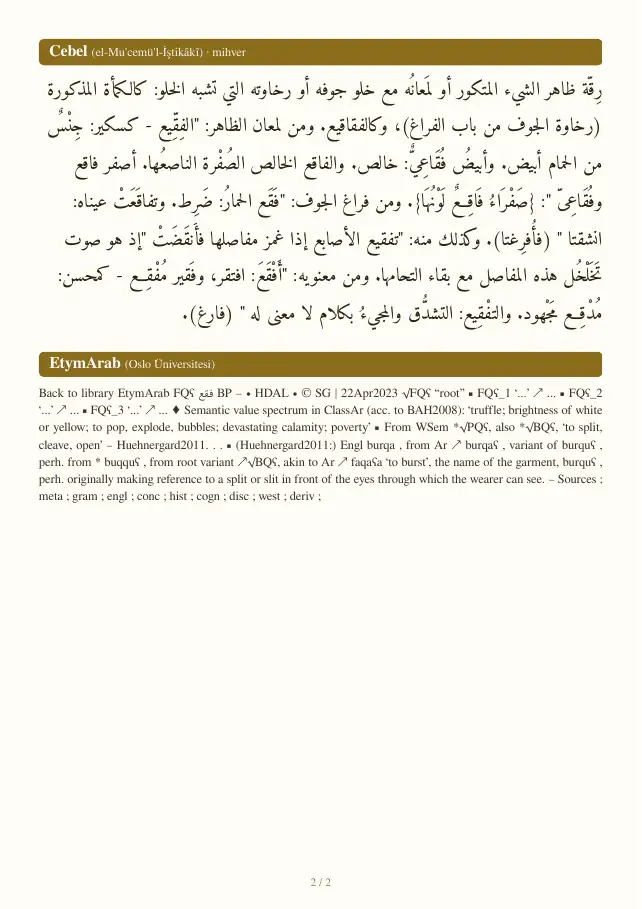 Cebel (el-Mu'cemü'l-İştikâkî) · mihver
رِقّة ظاهر الشيء المتكور أو لمَعانُه مع خلو جوفه أو رخاوته التي تشبه الخلو: كالكمأة المذكورة
(رخاوة الجوف من باب الفراغ)، وكالفقاقيع. ومن لمعان الظاهر: "الفِقِّيع - كسكير: جِنْسٌ
من الحمام أبيض. وأبيضُ فُقَاعِيٌّ: خالص. والفاقع الخالص الصُفْرة الناصعُها. أصفر فاقع
وفُقَاعِىّ ": {صَفْرَاءُ فَاقِعٌ لَوْنُهَا}. ومن فراغ الجوف: "فَقَع الحمارُ: ضَرِط. وتفاقَعَتْ عيناه:
انشقتا " (فأُفرِغتا). وكذلك منه: "تفقيع الأصابع إذا غمز مفاصلها فأَنقَضَتْ "إذ هو صوت
تَخَلْخُل هذه المفاصل مع بقاء التحامها. ومن معنويه: "أَفْقَعَ: افتقر، وفَقير مُفْقِع - كمحسن:
مُدْقِع مَجْهود. والتفْقِيع: التشدُّق والمجيءُ بكلام لا معنى له " (فارغ).
EtymArab (Oslo Üniversitesi)
Back to library EtymArab FQʕ فقع BP – • HDAL • © SG | 22Apr2023 √FQʕ “root” ▪ FQʕ_1 ‘...’ ↗ ... ▪ FQʕ_2
‘...’ ↗ ... ▪ FQʕ_3 ‘...’ ↗ ... ♦ Semantic value spectrum in ClassAr (acc. to BAH2008): ‘truffle; brightness of white
or yellow; to pop, explode, bubbles; devastating calamity; poverty’ ▪ From WSem *√PQʕ, also *√BQʕ, ‘to split,
cleave, open’ – Huehnergard2011. . . ▪ (Huehnergard2011:) Engl burqa , from Ar ↗ burqaʕ , variant of burquʕ ,
perh. from * buqquʕ , from root variant ↗√BQʕ, akin to Ar ↗ faqaʕa ‘to burst’, the name of the garment, burquʕ ,
perh. originally making reference to a split or slit in front of the eyes through which the wearer can see. – Sources ;
meta ; gram ; engl ; conc ; hist ; cogn ; disc ; west ; deriv ;
2 / 2